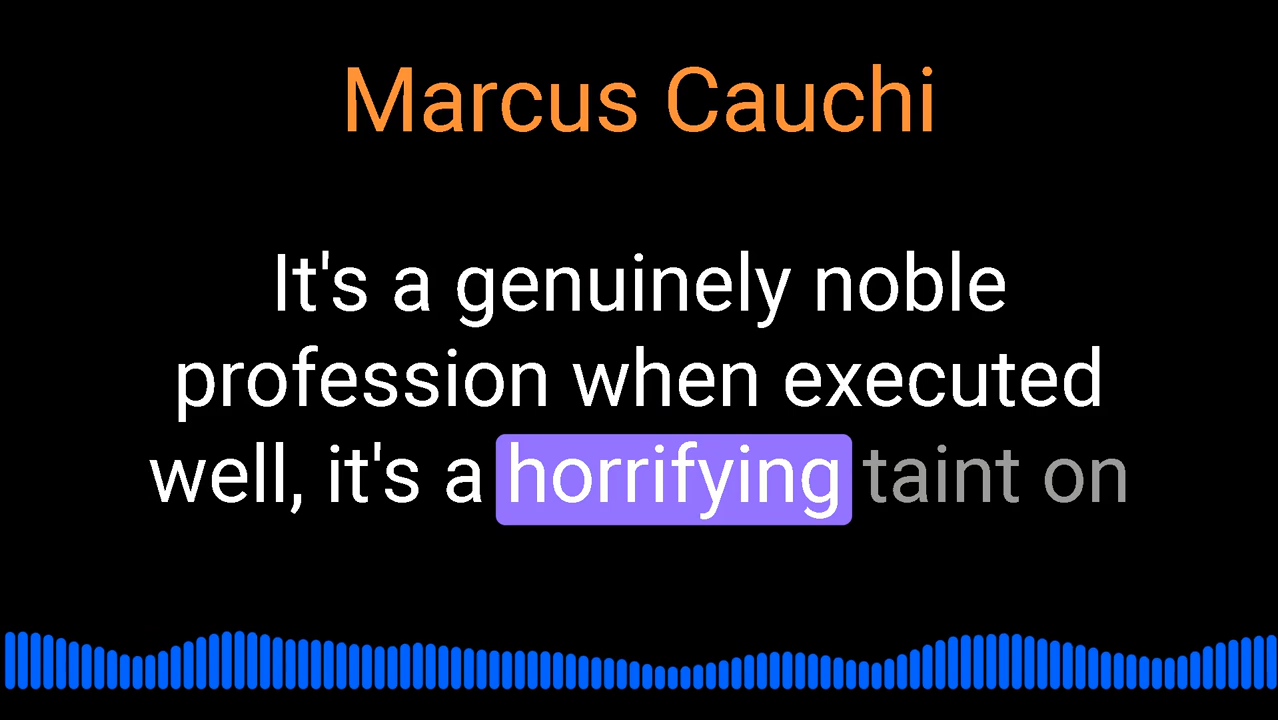 Marcus Cauchi
It's a genuinely noble
profession when executed
well, it's a horrifying taint on